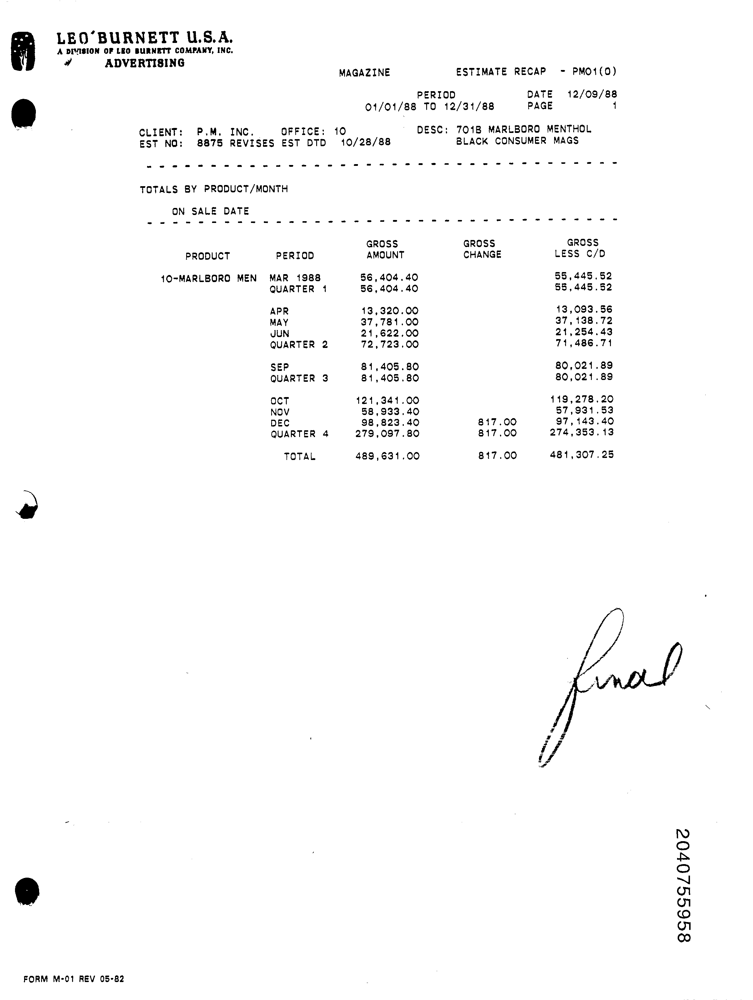 LEO BURNETT U.S.A.
A DIVISION OF LEO BURNETT COMPANY, INC.
ADVERTISING
MAGAZINE ESTIMATE RECAP - PM01(0)
PERIOD DATE 12/09/88
01/01/88 TO 12/31/88 PAGE 1
CLIENT: P.M. INC. OFFICE: 10 DESC: 701B MARLBORO MENTHOL
EST NO: 8875 REVISES EST DTD 10/28/88 BLACK CONSUMER MAGS
TOTALS BY PRODUCT/MONTH
ON SALE DATE
GROSS GROSS GROSS
PRODUCT PERIOD AMOUNT CHANGE LESS C/D
10-MARLBORO MEN MAR 1988 56,404.40 55,445.52
QUARTER 1 56,404.40 55,445.52
APR 13,320.00 13,093.56
MAY 37,781.00 37,138.72
JUN 21,622.00 21,254.43
QUARTER 2 72,723.00 71,486.71
SEP 81,405.80 80,021.89
QUARTER 3 81,405.80 80,021.89
OCT 121,341.00 119,278.20
NOV 58,933.40 57,931.53
DEC 98,823.40 817.00 97,143.40
QUARTER 4 279,097.80 817.00 274,353.13
TOTAL 489,631.00 817.00 481,307.25
final
2040755958
FORM M-01 REV 05-82